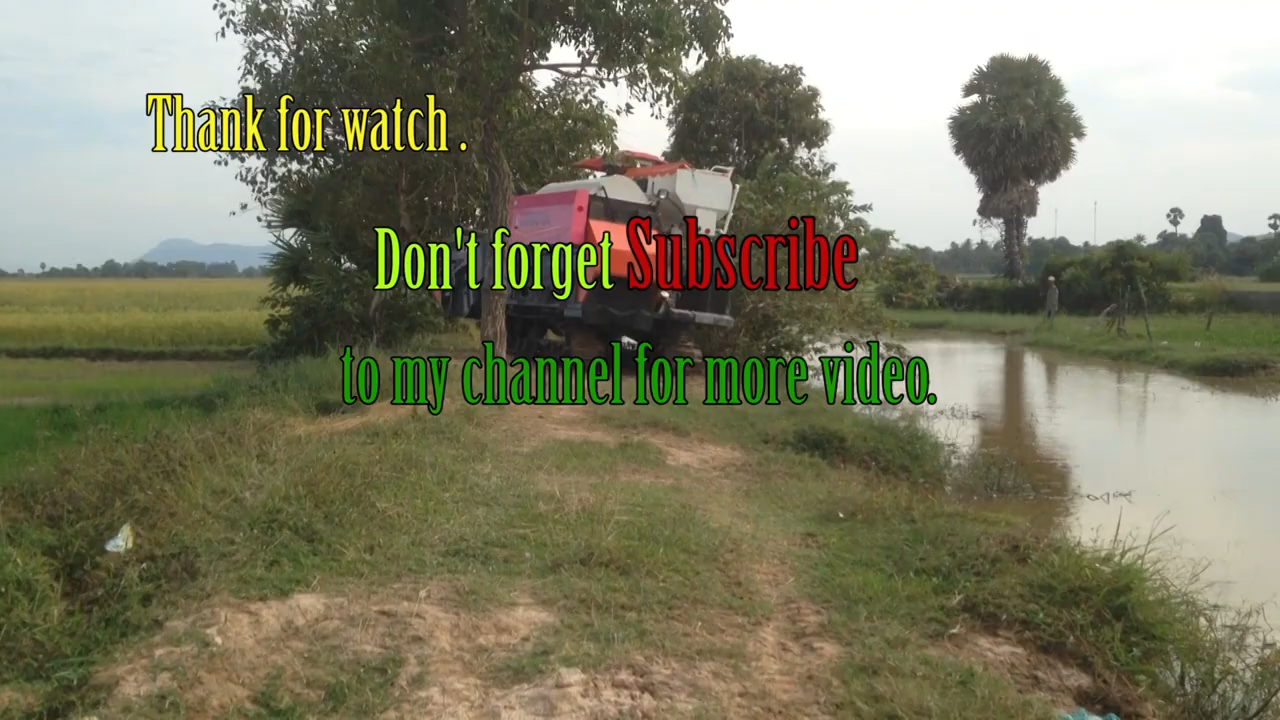 Thank for watch .
Don't forget Subscribe
to my channel for more video.